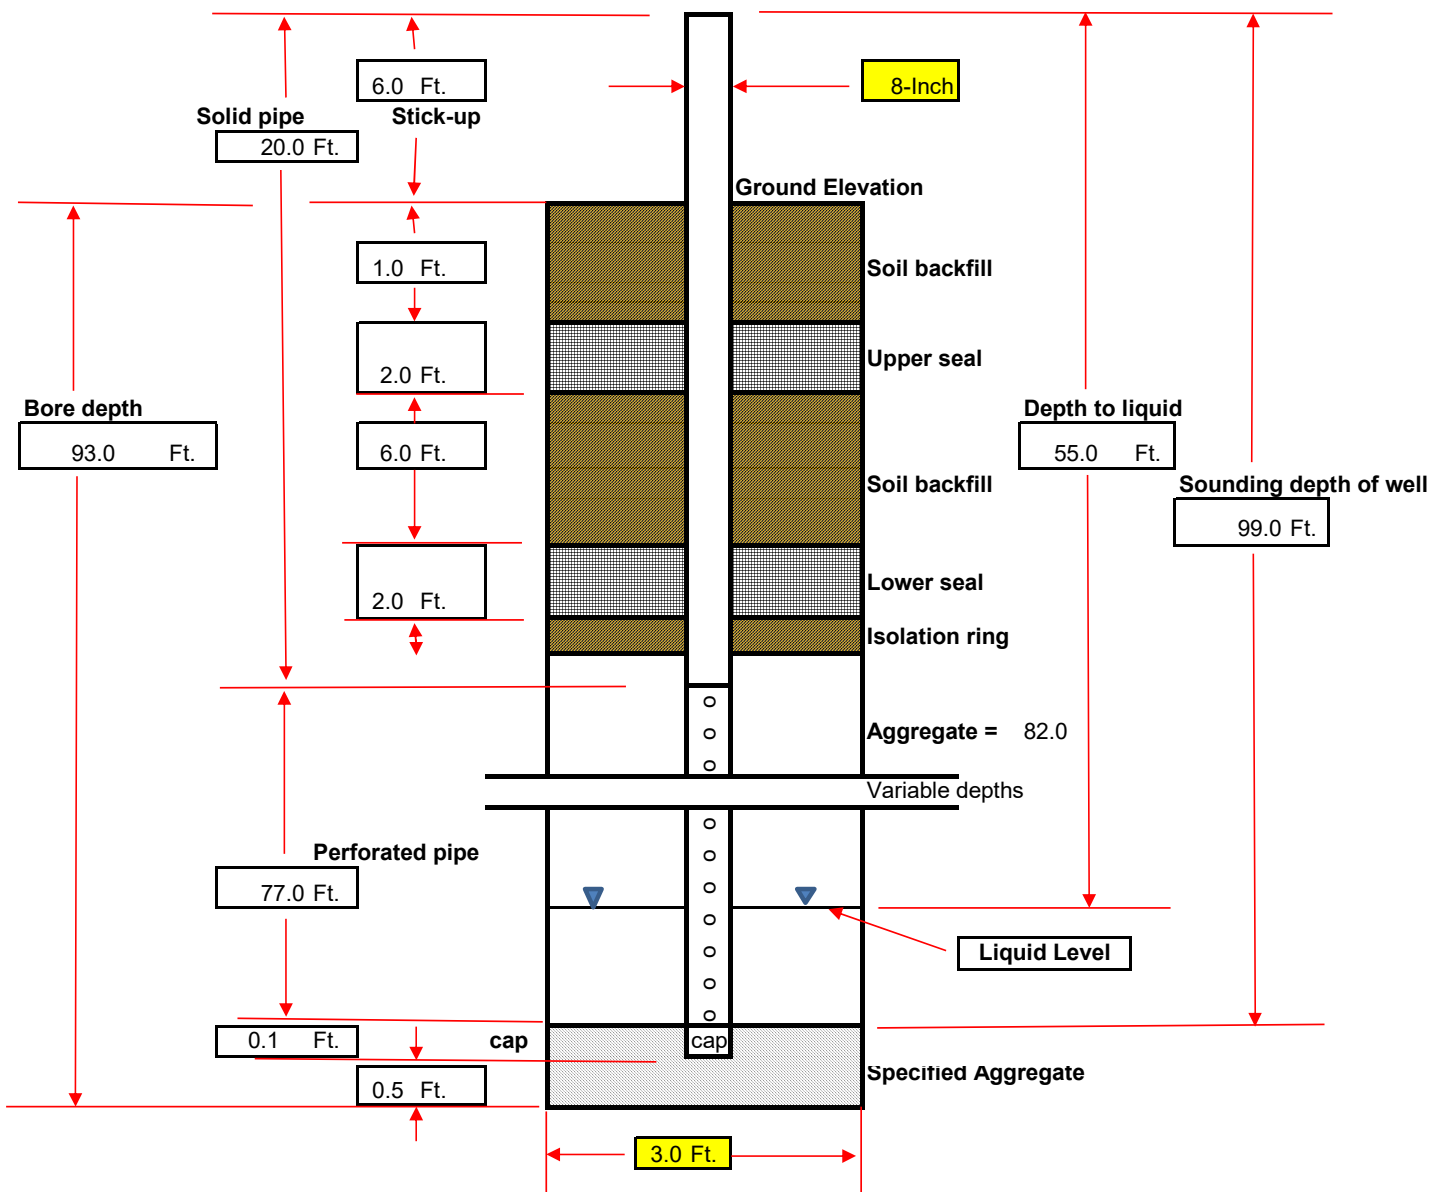 6.0 Ft.
8-Inch
Solid pipe
Stick-up
20.0 Ft.
Ground Elevation
1.0 Ft.
Soil backfill
2.0 Ft.
Upper seal
Bore depth
93.0 Ft.
6.0 Ft.
Depth to liquid
55.0 Ft.
Soil backfill
Sounding depth of well
99.0 Ft.
2.0 Ft.
Lower seal
Isolation ring
Aggregate = 82.0
Variable depths
Perforated pipe
77.0 Ft.
Liquid Level
0.1 Ft.
cap
cap
0.5 Ft.
Specified Aggregate
3.0 Ft.